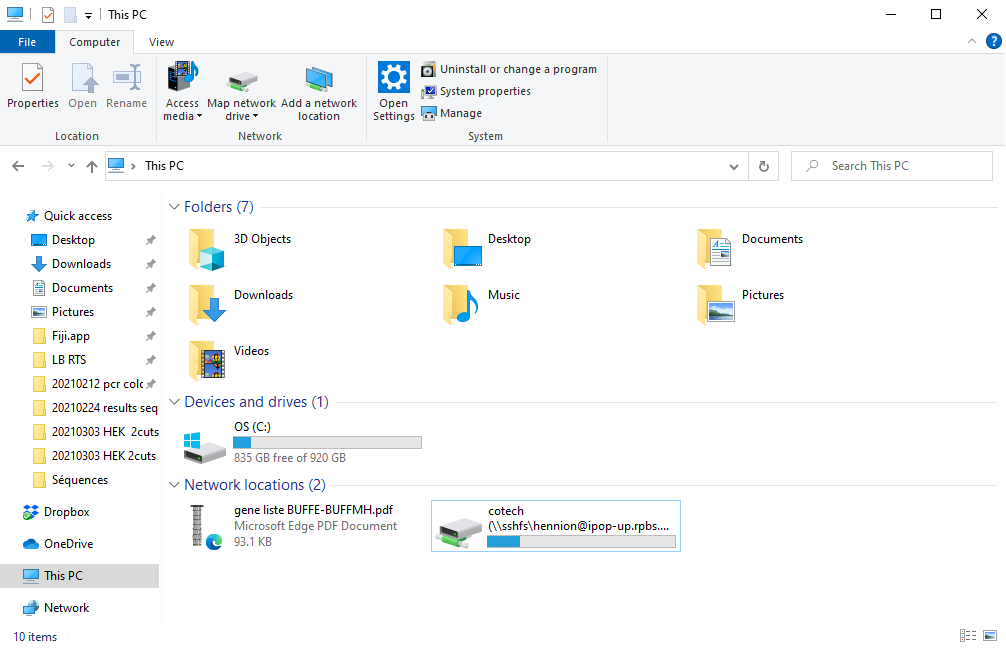 This PC
File
Computer
View
Properties
Open
Rename
Access
media
Map network
drive
Add a network
location
Open
Settings
Uninstall or change a program
System properties
Manage
Location
Network
System
This PC
Search This PC
Quick access
Desktop
Downloads
Documents
Pictures
Fiji.app
LB RTS
20210212 pcr colo
20210224 results seq
20210303 HEK 2cuts
20210303 HEK 2cuts
Séquences
Dropbox
OneDrive
This PC
Network
Folders (7)
3D Objects
Desktop
Documents
Downloads
Music
Pictures
Videos
Devices and drives (1)
OS (C:)
835 GB free of 920 GB
Network locations (2)
gene liste BUFFE-BUFFMH.pdf
Microsoft Edge PDF Document
93.1 KB
cotech
(\\sshfs\hennion@ipop-up.rpbs....
10 items